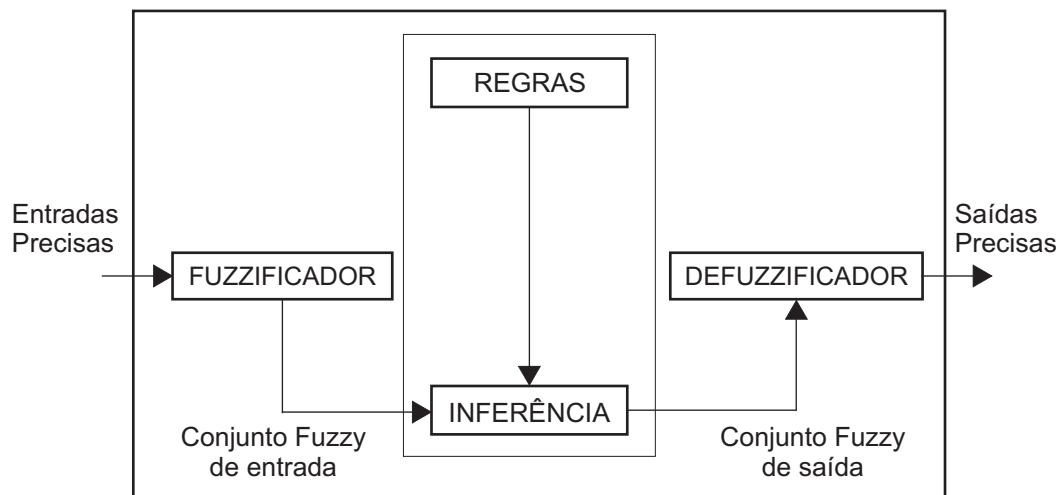 REGRAS
Entradas
Precisas
Saídas
Precisas
FUZZIFICADOR
DEFUZZIFICADOR
INFERÊNCIA
Conjunto Fuzzy
de entrada
Conjunto Fuzzy
de saída